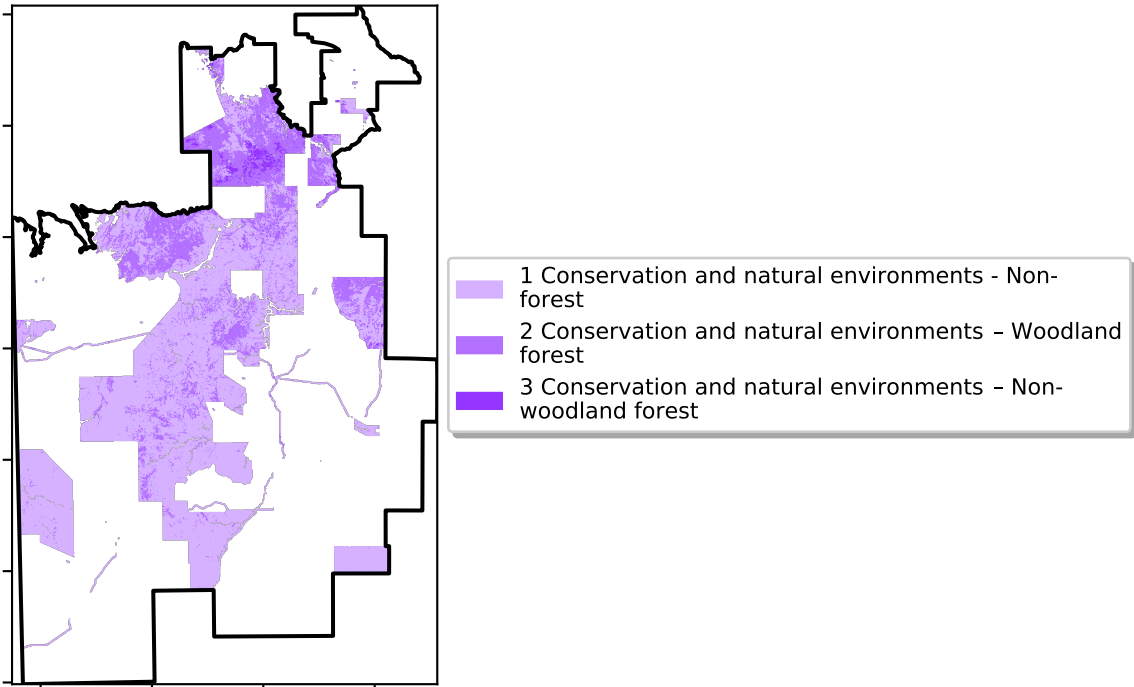 1 Conservation and natural environments - Non-
forest
2 Conservation and natural environments – Woodland
forest
3 Conservation and natural environments – Non-
woodland forest